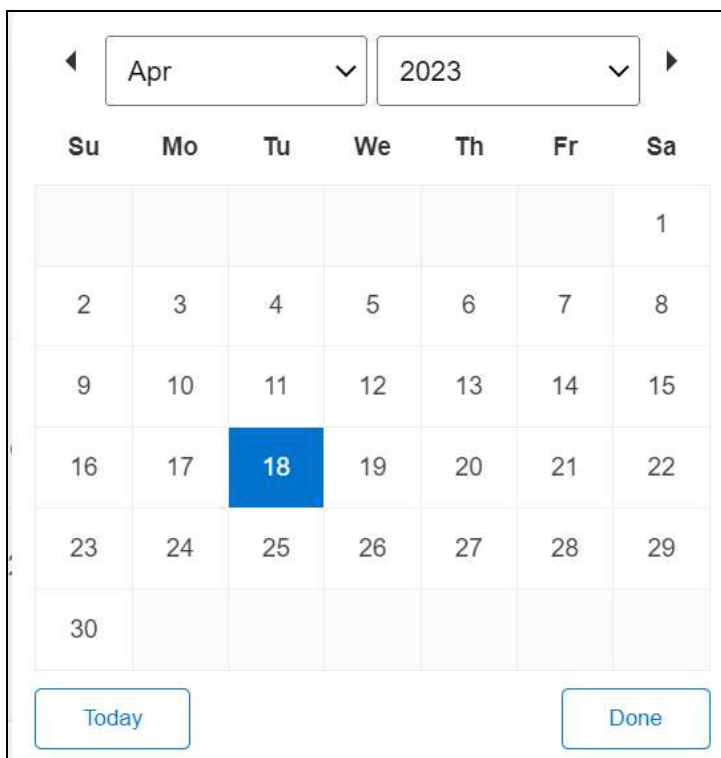 Apr 2023
Su Mo Tu We Th Fr Sa
1
2 3 4 5 6 7 8
9 10 11 12 13 14 15
16 17 18 19 20 21 22
23 24 25 26 27 28 29
30
Today Done